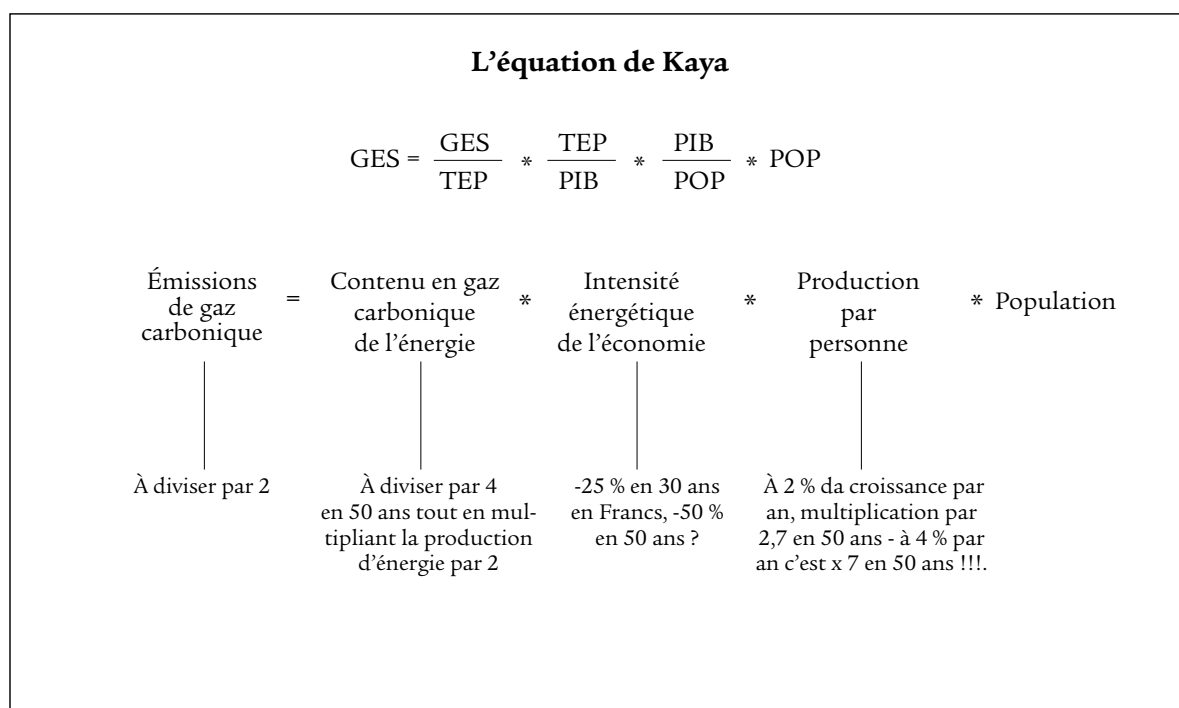 L’équation de Kaya
GES = GES/TEP * TEP/PIB * PIB/POP * POP
Émissions de gaz carbonique = Contenu en gaz carbonique de l’énergie * Intensité énergétique de l’économie * Production par personne * Population
À diviser par 2
À diviser par 4
en 50 ans tout en mul-
tipliant la production
d’énergie par 2
-25 % en 30 ans
en Francs, -50 %
en 50 ans ?
À 2 % da croissance par
an, multiplication par
2,7 en 50 ans - à 4 % par
an c’est x 7 en 50 ans !!!.